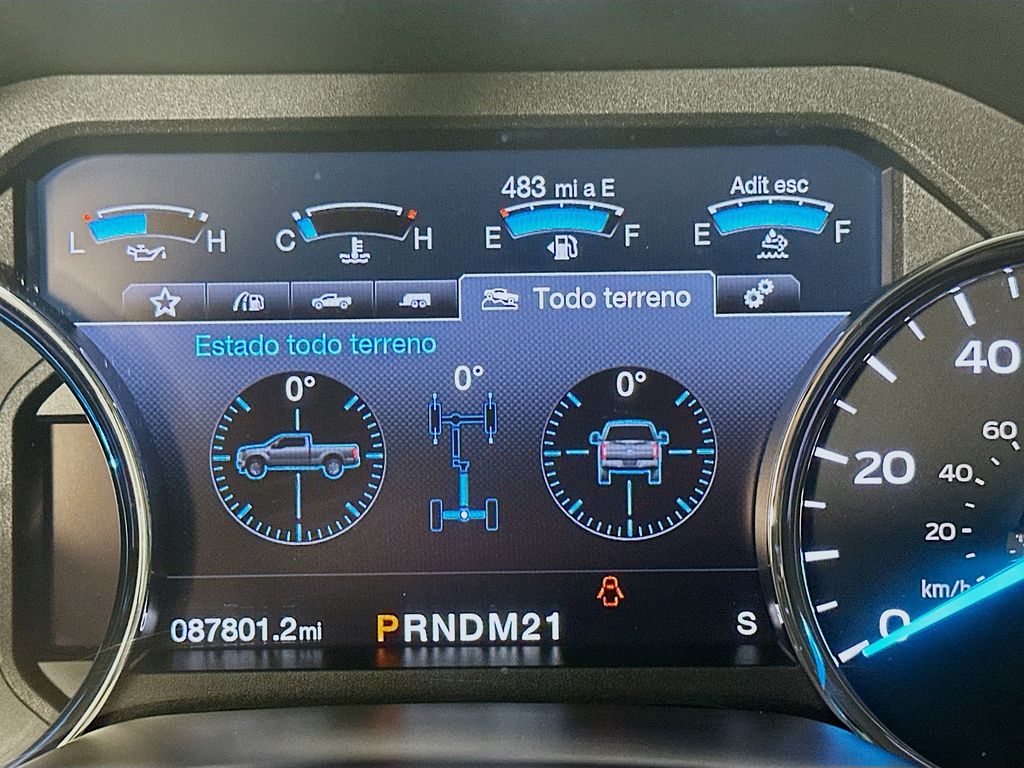 483 mi a E
Adit esc
L H
C H
E F
E F
Todo terreno
Estado todo terreno
0°
0°
0°
40
60
20
40
20
km/h
0
087801.2mi
PRNDM21
S